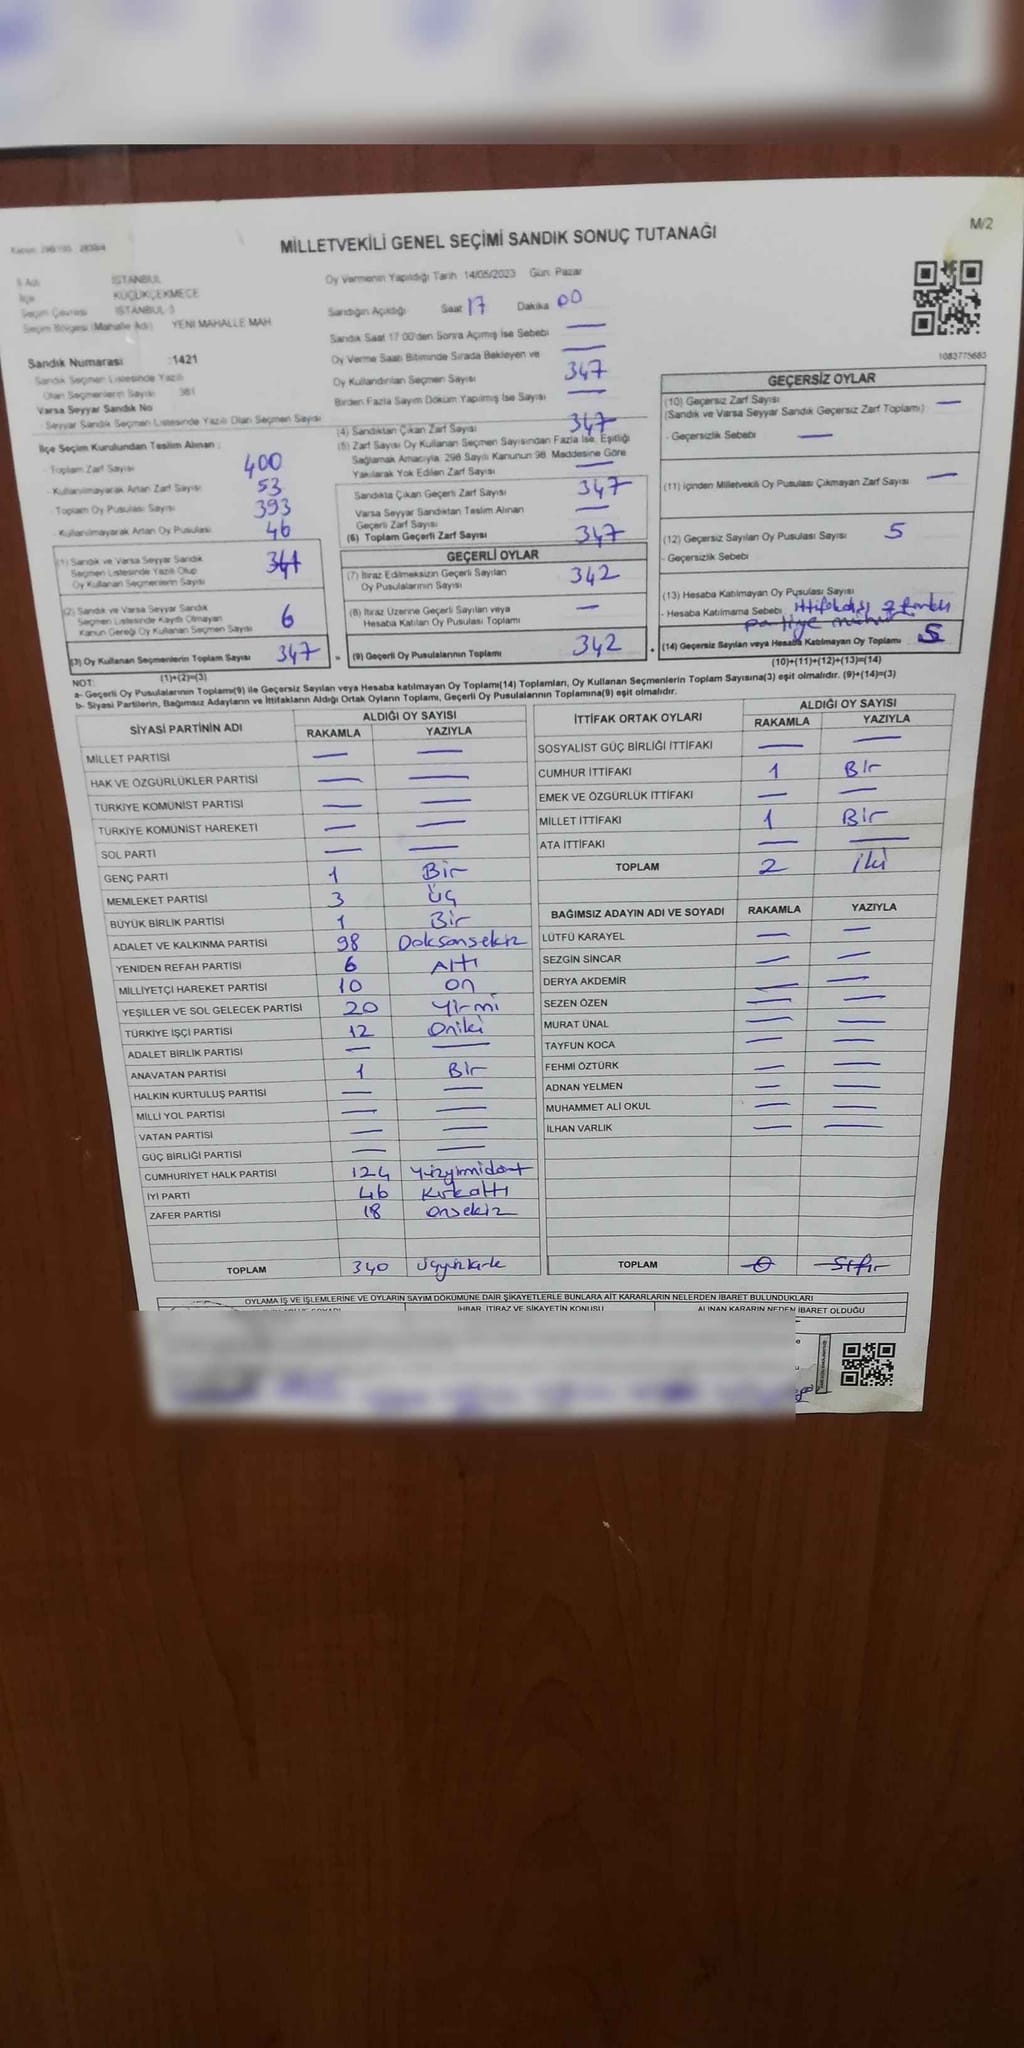 M/2
MİLLETVEKİLİ GENEL SEÇİMİ SANDIK SONUÇ TUTANAĞI
İl Adı İSTANBUL
İlçe KÜÇÜKÇEKMECE
Seçim Çevresi İSTANBUL 3
Seçim Bölgesi (Mahalle Adı) YENİ MAHALLE MAH
Sandık Numarası :1421
Sandık Seçmen Listesinde Yazılı
Olan Seçmenlerin Sayısı 381
Varsa Seyyar Sandık No
Seyyar Sandık Seçmen Listesinde Yazılı Olan Seçmen Sayısı
İlçe Seçim Kurulundan Teslim Alınan :
- Toplam Zarf Sayısı 400
- Kullanılmayarak Artan Zarf Sayısı 53
- Toplam Oy Pusulası Sayısı 393
- Kullanılmayarak Artan Oy Pusulası 46
(1) Sandık ve Varsa Seyyar Sandık
Seçmen Listesinde Yazılı Olup
Oy Kullanan Seçmenlerin Sayısı 341
(2) Sandık ve Varsa Seyyar Sandık
Seçmen Listesinde Kayıtlı Olmayan
Kanun Gereği Oy Kullanan Seçmen Sayısı 6
(3) Oy Kullanan Seçmenlerin Toplam Sayısı 347
(1)+(2)=(3)
Oy Vermenin Yapıldığı Tarih 14/05/2023 Gün: Pazar
Sandığın Açıldığı Saat 17 Dakika 00
Sandık Saat 17:00'den Sonra Açımış İse Sebebi —
Oy Verme Saati Bitiminde Sırada Bekleyen ve —
Oy Kullandırılan Seçmen Sayısı 347
Birden Fazla Sayım Döküm Yapılmış İse Sayısı —
(4) Sandıktan Çıkan Zarf Sayısı 347
(5) Zarf Sayısı Oy Kullanan Seçmen Sayısından Fazla İse, Eşitliği
Sağlamak Amacıyla, 298 Sayılı Kanunun 98. Maddesine Göre
Yakılarak Yok Edilen Zarf Sayısı —
Sandıkta Çıkan Geçerli Zarf Sayısı 347
Varsa Seyyar Sandıktan Teslim Alınan
Geçerli Zarf Sayısı —
(6) Toplam Geçerli Zarf Sayısı 347
GEÇERLİ OYLAR
(7) İtiraz Edilmeksizin Geçerli Sayılan
Oy Pusulalarının Sayısı 342
(8) İtiraz Üzerine Geçerli Sayılan veya
Hesaba Katılan Oy Pusulası Toplamı —
(9) Geçerli Oy Pusulalarının Toplamı 342
1083775683
GEÇERSİZ OYLAR
(10) Geçersiz Zarf Sayısı —
(Sandık ve Varsa Seyyar Sandık Geçersiz Zarf Toplamı)
- Geçersizlik Sebebi —
(11) İçinden Milletvekili Oy Pusulası Çıkmayan Zarf Sayısı —
(12) Geçersiz Sayılan Oy Pusulası Sayısı 5
- Geçersizlik Sebebi
(13) Hesaba Katılmayan Oy Pusulası Sayısı
- Hesaba Katılmama Sebebi ittifakdışı 2 farklı
partiye mühür
(14) Geçersiz Sayılan veya Hesaba Katılmayan Oy Toplamı 5
(10)+(11)+(12)+(13)=(14)
NOT:
a- Geçerli Oy Pusulalarının Toplamı(9) ile Geçersiz Sayılan veya Hesaba katılmayan Oy Toplamı(14) Toplamları, Oy Kullanan Seçmenlerin Toplam Sayısına(3) eşit olmalıdır. (9)+(14)=(3)
b- Siyasi Partilerin, Bağımsız Adayların ve İttifakların Aldığı Ortak Oyların Toplamı, Geçerli Oy Pusulalarının Toplamına(9) eşit olmalıdır.
SİYASİ PARTİNİN ADI ALDIĞI OY SAYISI
RAKAMLA YAZIYLA
MİLLET PARTİSİ — —
HAK VE ÖZGÜRLÜKLER PARTİSİ — —
TÜRKİYE KOMÜNİST PARTİSİ — —
TÜRKİYE KOMÜNİST HAREKETİ — —
SOL PARTİ — —
GENÇ PARTİ 1 Bir
MEMLEKET PARTİSİ 3 Üç
BÜYÜK BİRLİK PARTİSİ 1 Bir
ADALET VE KALKINMA PARTİSİ 98 Doksansekiz
YENİDEN REFAH PARTİSİ 6 Altı
MİLLİYETÇİ HAREKET PARTİSİ 10 on
YEŞİLLER VE SOL GELECEK PARTİSİ 20 Yirmi
TÜRKİYE İŞÇİ PARTİSİ 12 Oniki
ADALET BİRLİK PARTİSİ — —
ANAVATAN PARTİSİ 1 Bir
HALKIN KURTULUŞ PARTİSİ — —
MİLLİ YOL PARTİSİ — —
VATAN PARTİSİ — —
GÜÇ BİRLİĞİ PARTİSİ — —
CUMHURİYET HALK PARTİSİ 124 Yüzyirmidört
İYİ PARTİ 46 Kırkaltı
ZAFER PARTİSİ 18 Onsekiz
TOPLAM 340 Üçyüzkırk
İTTİFAK ORTAK OYLARI ALDIĞI OY SAYISI
RAKAMLA YAZIYLA
SOSYALİST GÜÇ BİRLİĞİ İTTİFAKI — —
CUMHUR İTTİFAKI 1 Bir
EMEK VE ÖZGÜRLÜK İTTİFAKI — —
MİLLET İTTİFAKI 1 Bir
ATA İTTİFAKI — —
TOPLAM 2 İki
BAĞIMSIZ ADAYIN ADI VE SOYADI RAKAMLA YAZIYLA
LÜTFÜ KARAYEL — —
SEZGİN SİNCAR — —
DERYA AKDEMİR — —
SEZEN ÖZEN — —
MURAT ÜNAL — —
TAYFUN KOCA — —
FEHMİ ÖZTÜRK — —
ADNAN YELMEN — —
MUHAMMET ALİ OKUL — —
İLHAN VARLIK — —
TOPLAM 0 Sıfır
OYLAMA İŞ VE İŞLEMLERİNE VE OYLARIN SAYIM DÖKÜMÜNE DAİR ŞİKAYETLERLE BUNLARA AİT KARARLARIN NELERDEN İBARET BULUNDUKLARI
İHBAR, İTİRAZ VE ŞİKAYETİN KONUSU ALINAN KARARIN NEDEN İBARET OLDUĞU